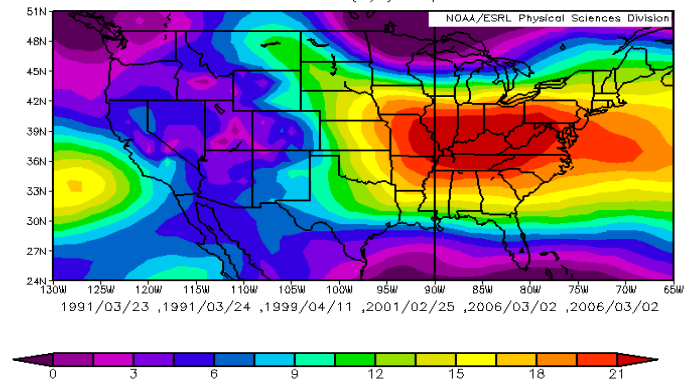 NOAA/ESRL Physical Sciences Division
51N
48N
45N
42N
39N
36N
33N
30N
27N
24N
130W 125W 120W 115W 110W 105W 100W 95W 90W 85W 80W 75W 70W 65W
1991/03/23 ,1991/03/24 ,1999/04/11 ,2001/02/25 ,2006/03/02 ,2006/03/02
0 3 6 9 12 15 18 21